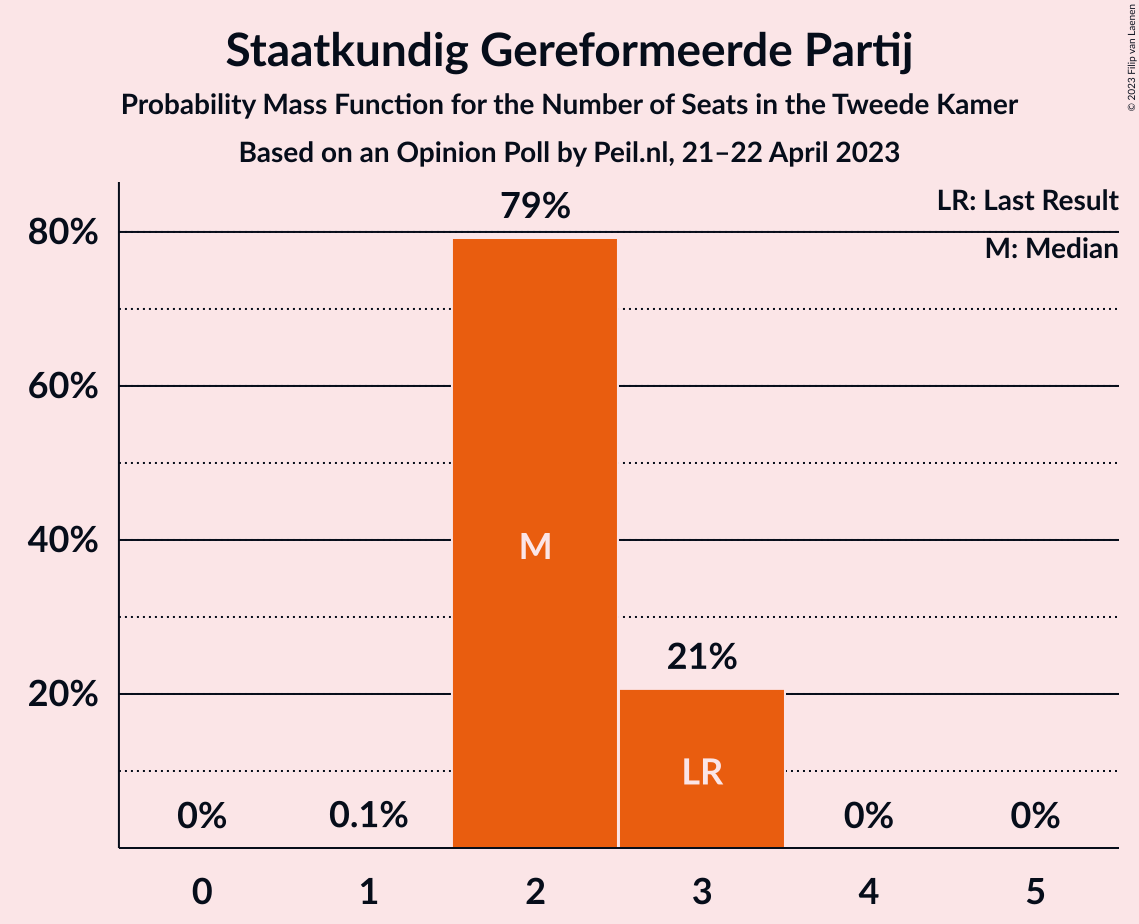 Staatkundig Gereformeerde Partij
Probability Mass Function for the Number of Seats in the Tweede Kamer
Based on an Opinion Poll by Peil.nl, 21–22 April 2023
© 2023 Filip van Laenen
LR: Last Result
M: Median
80%
60%
40%
20%
0%
0.1%
79%
M
21%
LR
0%
0%
0 1 2 3 4 5